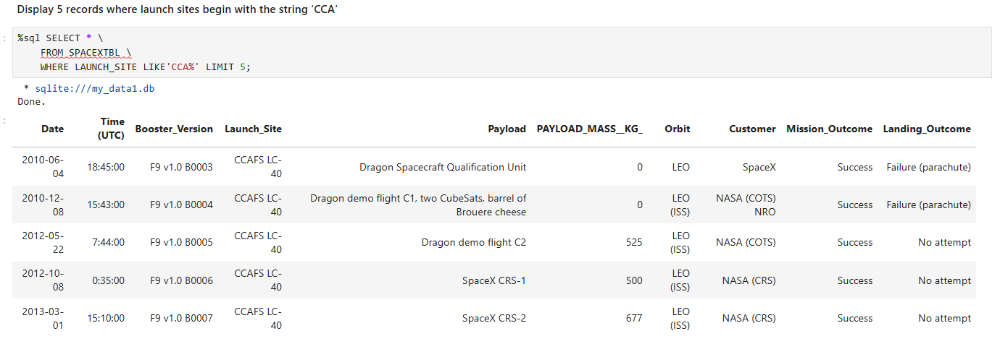 Display 5 records where launch sites begin with the string 'CCA'
: %sql SELECT * \
FROM SPACEXTBL \
WHERE LAUNCH_SITE LIKE'CCA%' LIMIT 5;
* sqlite:///my_data1.db
Done.
:
Date Time (UTC) Booster_Version Launch_Site Payload PAYLOAD_MASS__KG_ Orbit Customer Mission_Outcome Landing_Outcome
2010-06-04 18:45:00 F9 v1.0 B0003 CCAFS LC-40 Dragon Spacecraft Qualification Unit 0 LEO SpaceX Success Failure (parachute)
2010-12-08 15:43:00 F9 v1.0 B0004 CCAFS LC-40 Dragon demo flight C1, two CubeSats, barrel of Brouere cheese 0 LEO (ISS) NASA (COTS) NRO Success Failure (parachute)
2012-05-22 7:44:00 F9 v1.0 B0005 CCAFS LC-40 Dragon demo flight C2 525 LEO (ISS) NASA (COTS) Success No attempt
2012-10-08 0:35:00 F9 v1.0 B0006 CCAFS LC-40 SpaceX CRS-1 500 LEO (ISS) NASA (CRS) Success No attempt
2013-03-01 15:10:00 F9 v1.0 B0007 CCAFS LC-40 SpaceX CRS-2 677 LEO (ISS) NASA (CRS) Success No attempt